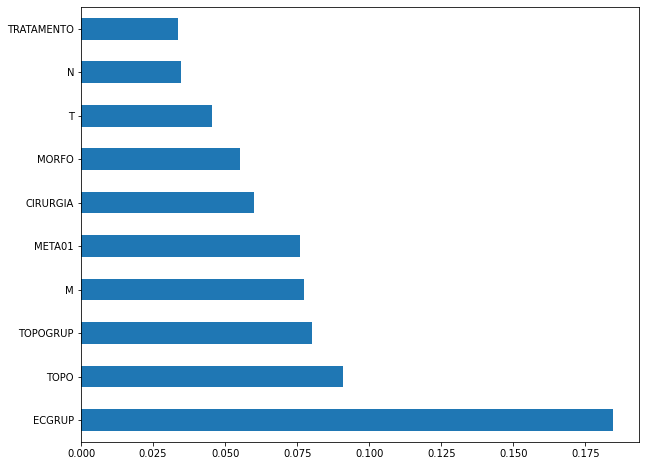 TRATAMENTO
N
T
MORFO
CIRURGIA
META01
M
TOPOGRUP
TOPO
ECGRUP
0.000 0.025 0.050 0.075 0.100 0.125 0.150 0.175